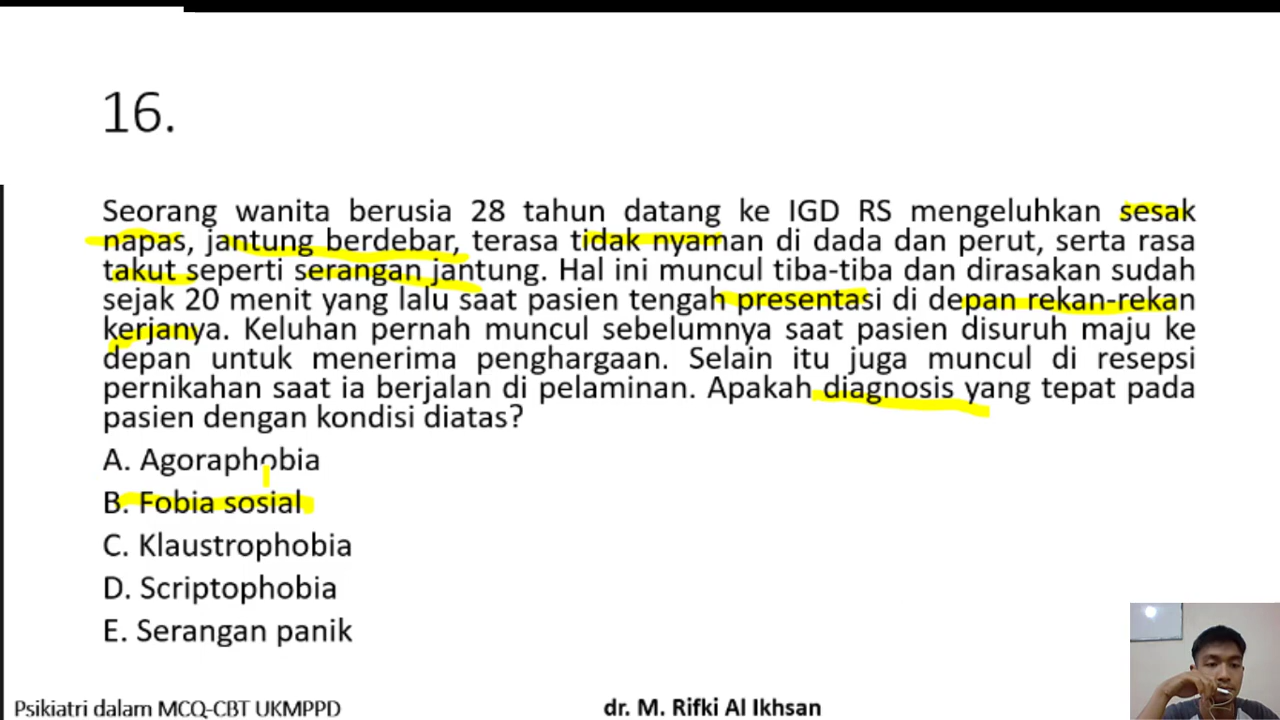 16.
Seorang wanita berusia 28 tahun datang ke IGD RS mengeluhkan sesak
napas, jantung berdebar, terasa tidak nyaman di dada dan perut, serta rasa
takut seperti serangan jantung. Hal ini muncul tiba-tiba dan dirasakan sudah
sejak 20 menit yang lalu saat pasien tengah presentasi di depan rekan-rekan
kerjanya. Keluhan pernah muncul sebelumnya saat pasien disuruh maju ke
depan untuk menerima penghargaan. Selain itu juga muncul di resepsi
pernikahan saat ia berjalan di pelaminan. Apakah diagnosis yang tepat pada
pasien dengan kondisi diatas?
A. Agoraphobia
B. Fobia sosial
C. Klaustrophobia
D. Scriptophobia
E. Serangan panik
Psikiatri dalam MCQ-CBT UKMPPD
dr. M. Rifki Al Ikhsan